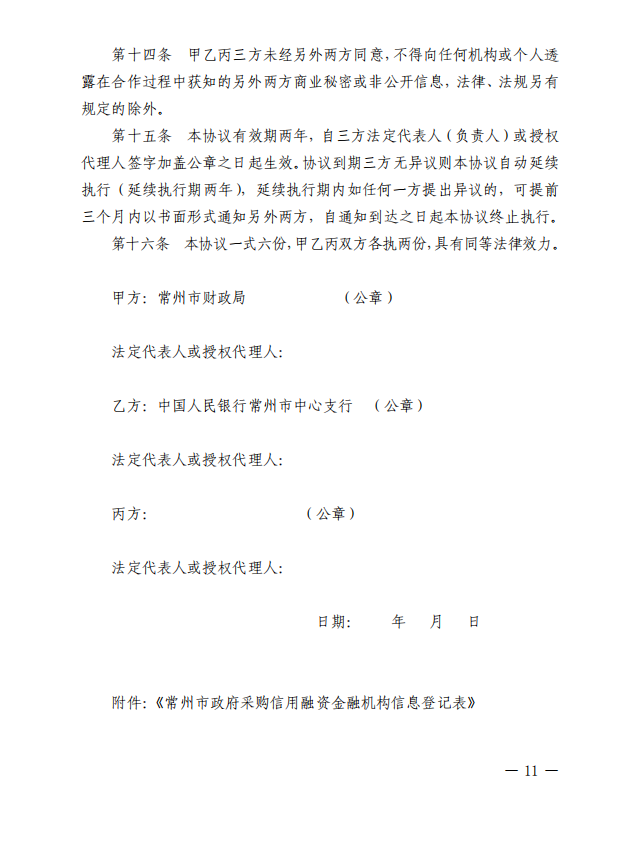 第十四条　甲乙丙三方未经另外两方同意，不得向任何机构或个人透
露在合作过程中获知的另外两方商业秘密或非公开信息，法律、法规另有
规定的除外。
第十五条　本协议有效期两年，自三方法定代表人（负责人）或授权
代理人签字加盖公章之日起生效。协议到期三方无异议则本协议自动延续
执行（延续执行期两年），延续执行期内如任何一方提出异议的，可提前
三个月内以书面形式通知另外两方，自通知到达之日起本协议终止执行。
第十六条　本协议一式六份，甲乙丙双方各执两份，具有同等法律效力。
甲方：常州市财政局　　　　　　（公章）
法定代表人或授权代理人：
乙方：中国人民银行常州市中心支行　（公章）
法定代表人或授权代理人：
丙方：　　　　　　　　　　（公章）
法定代表人或授权代理人：
日期：　　年　月　日
附件：《常州市政府采购信用融资金融机构信息登记表》
— 11 —